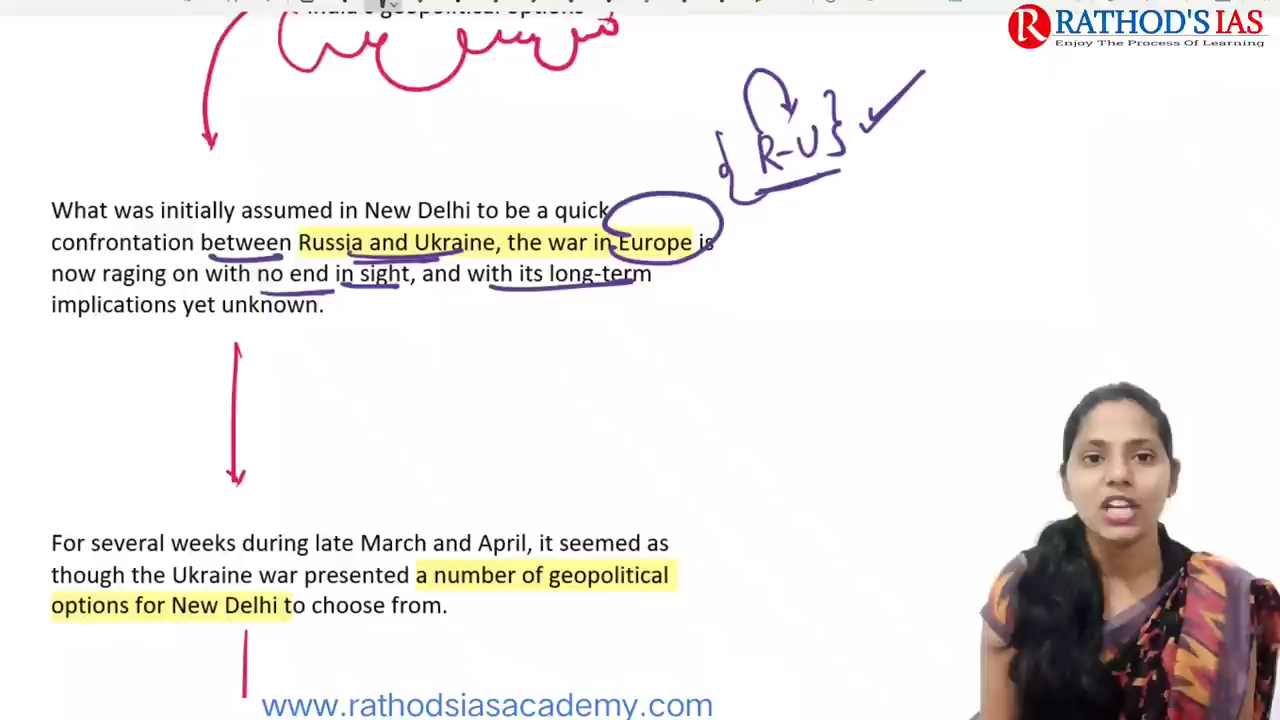 India's geopolitical options
RATHOD'S IAS
Enjoy The Process Of Learning
R-U
What was initially assumed in New Delhi to be a quick
confrontation between Russia and Ukraine, the war in Europe is
now raging on with no end in sight, and with its long-term
implications yet unknown.
For several weeks during late March and April, it seemed as
though the Ukraine war presented a number of geopolitical
options for New Delhi to choose from.
www.rathodsiasacademy.com